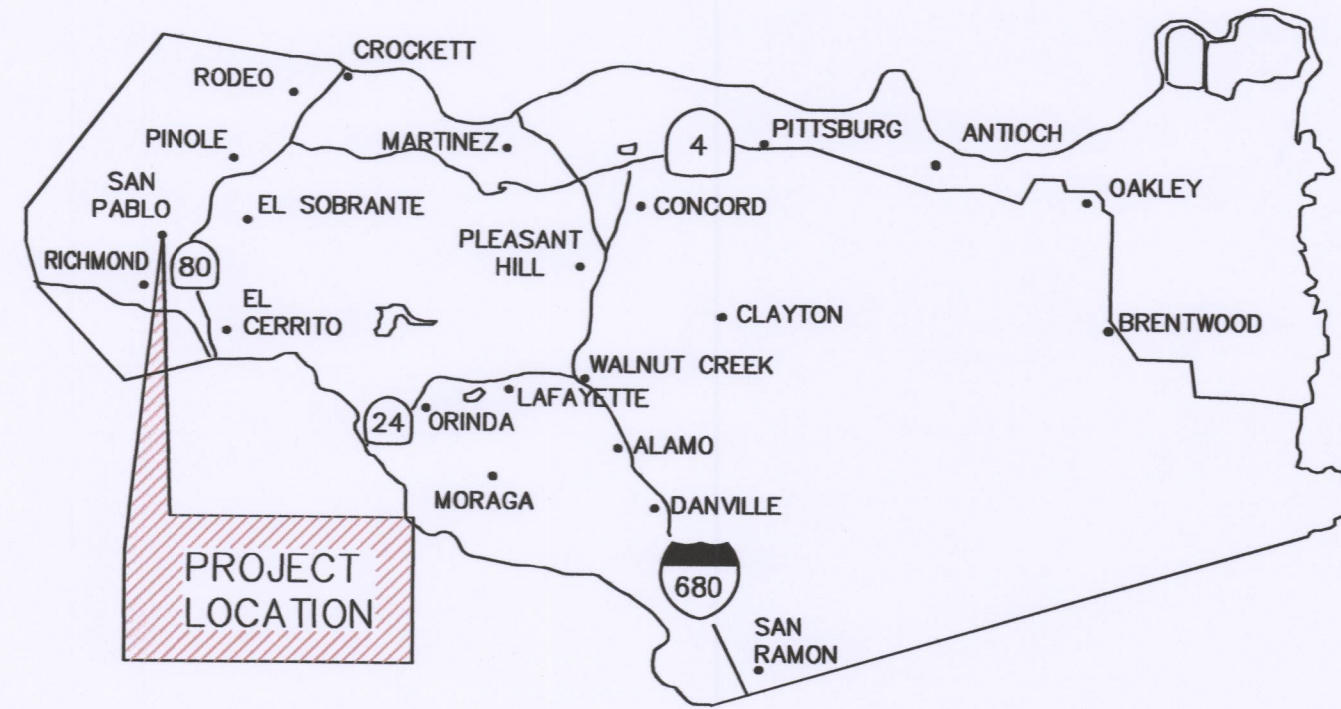 CROCKETT
RODEO
PINOLE
MARTINEZ
4
PITTSBURG
ANTIOCH
SAN
PABLO
EL SOBRANTE
CONCORD
OAKLEY
PLEASANT
HILL
RICHMOND
80
EL
CERRITO
CLAYTON
BRENTWOOD
WALNUT CREEK
LAFAYETTE
24
ORINDA
ALAMO
MORAGA
DANVILLE
PROJECT
LOCATION
680
SAN
RAMON